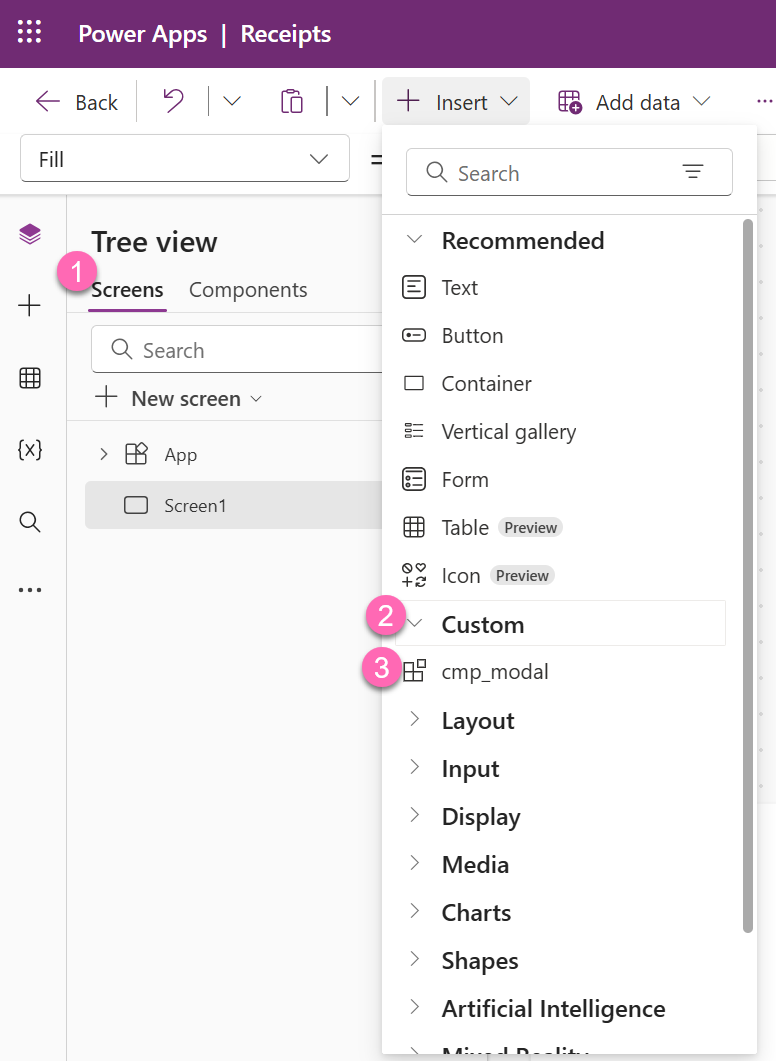 Power Apps | Receipts
Back
Insert
Add data
Fill
=
Search
Tree view
1
Screens
Components
Search
New screen
App
Screen1
Recommended
Text
Button
Container
Vertical gallery
Form
Table Preview
Icon Preview
2
Custom
3
cmp_modal
Layout
Input
Display
Media
Charts
Shapes
Artificial Intelligence
Mixed Reality